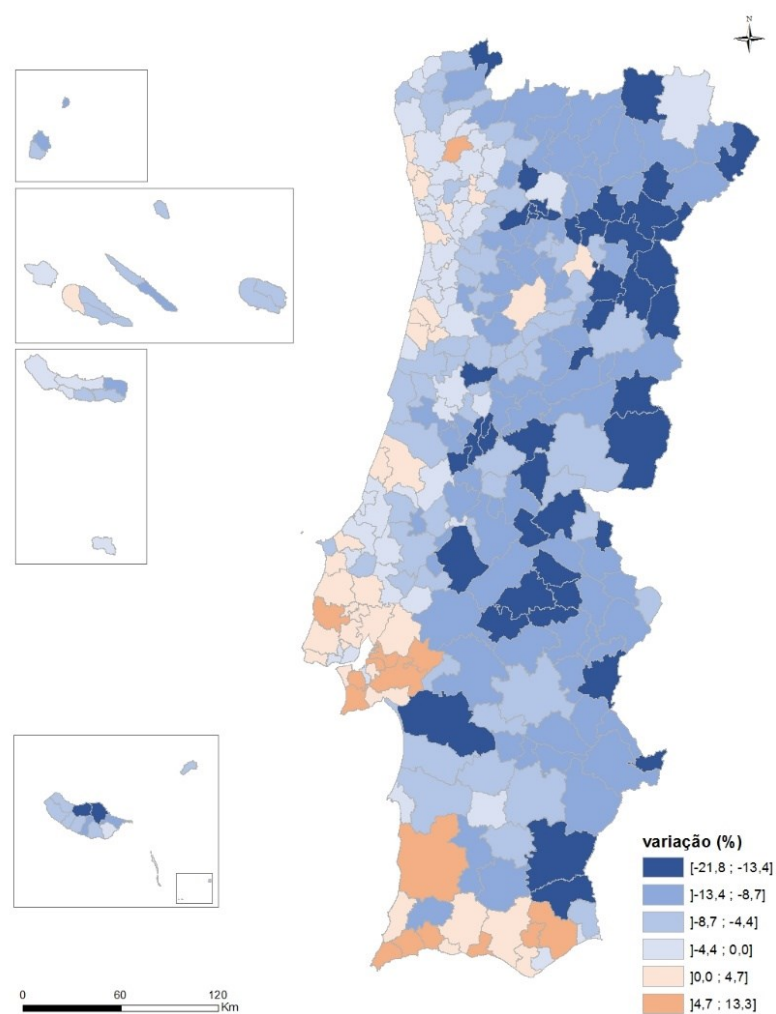 N
variação (%)
]-21,8 ; -13,4]
]-13,4 ; -8,7]
]-8,7 ; -4,4]
]-4,4 ; 0,0]
]0,0 ; 4,7]
]4,7 ; 13,3]
0 60 120
Km